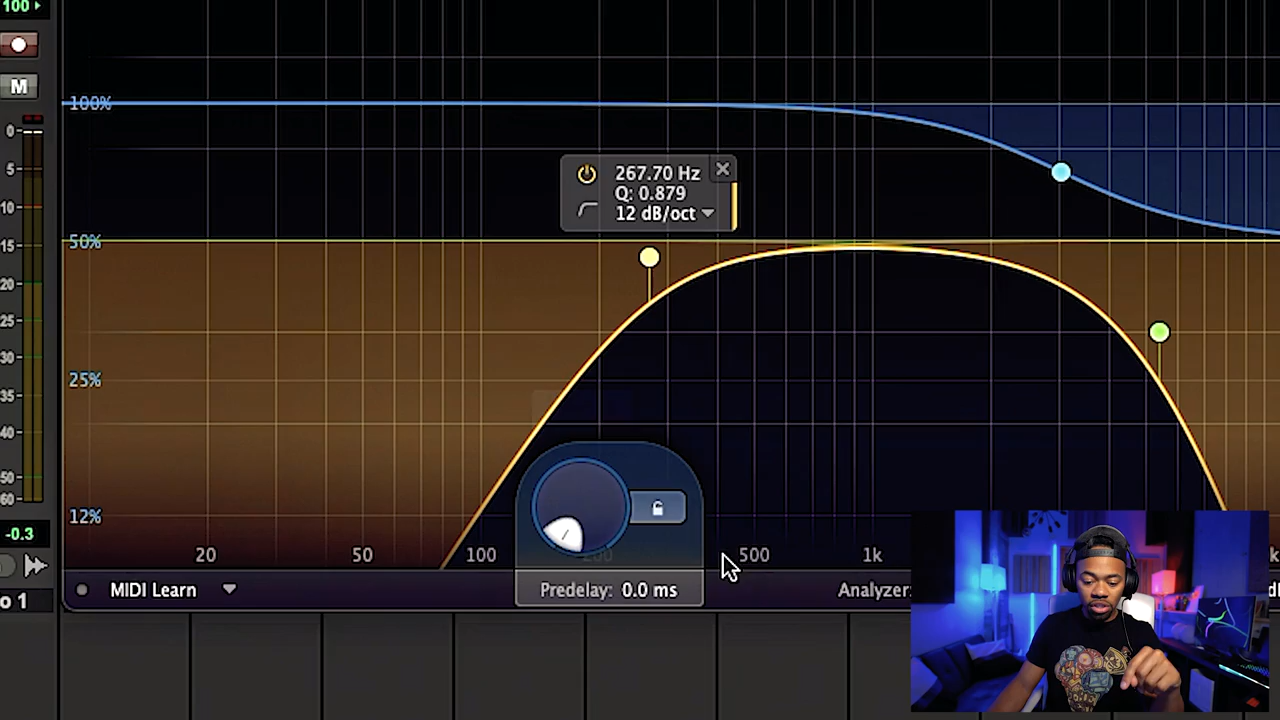 100
M
0
5
10
15
20
25
30
35
40
50
60
-0.3
o 1
100%
50%
25%
12%
267.70 Hz
Q: 0.879
12 dB/oct
20
50
100
200
500
1k
k
MIDI Learn
Predelay: 0.0 ms
Analyzer: